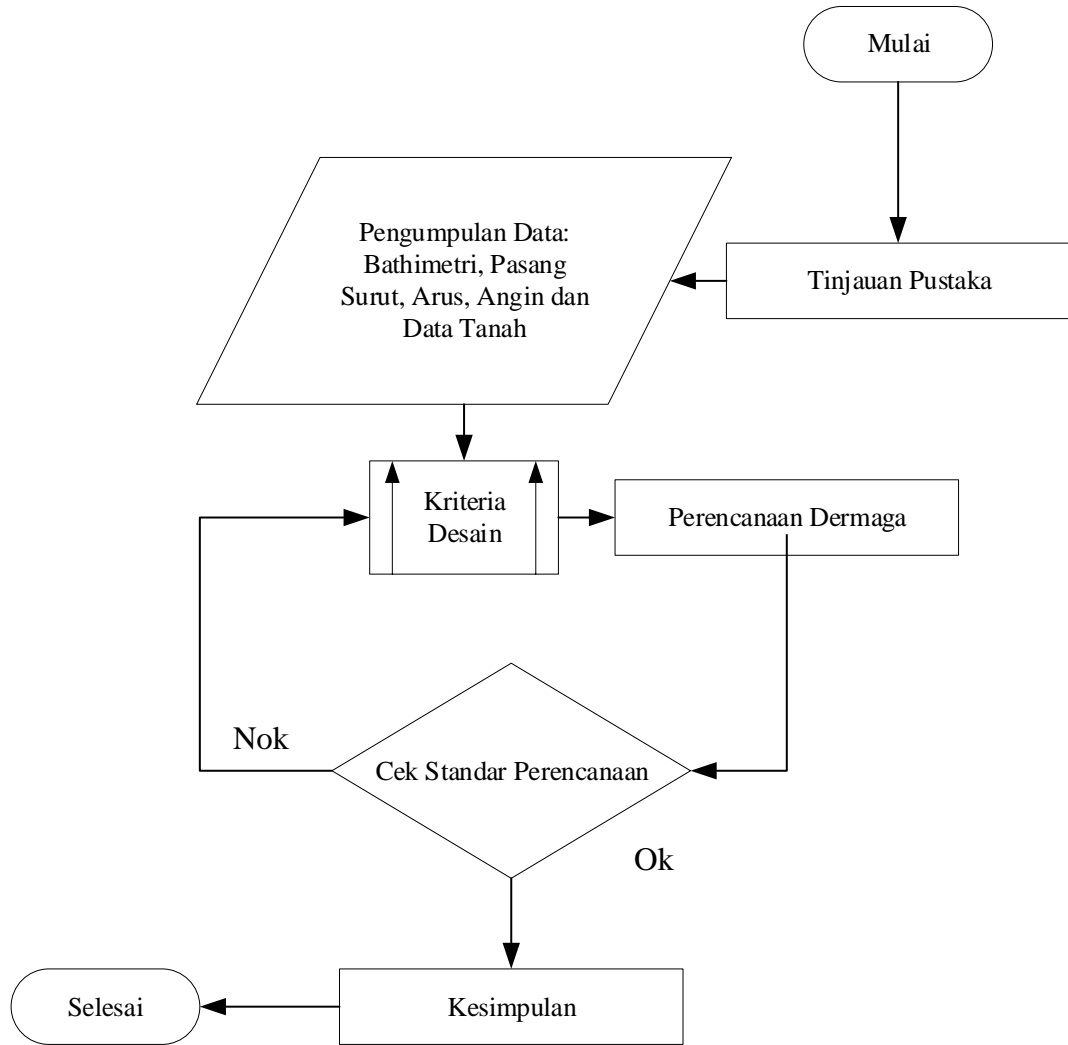 Mulai
Tinjauan Pustaka
Pengumpulan Data:
Bathimetri, Pasang
Surut, Arus, Angin dan
Data Tanah
Kriteria
Desain
Perencanaan Dermaga
Cek Standar Perencanaan
Nok
Ok
Kesimpulan
Selesai